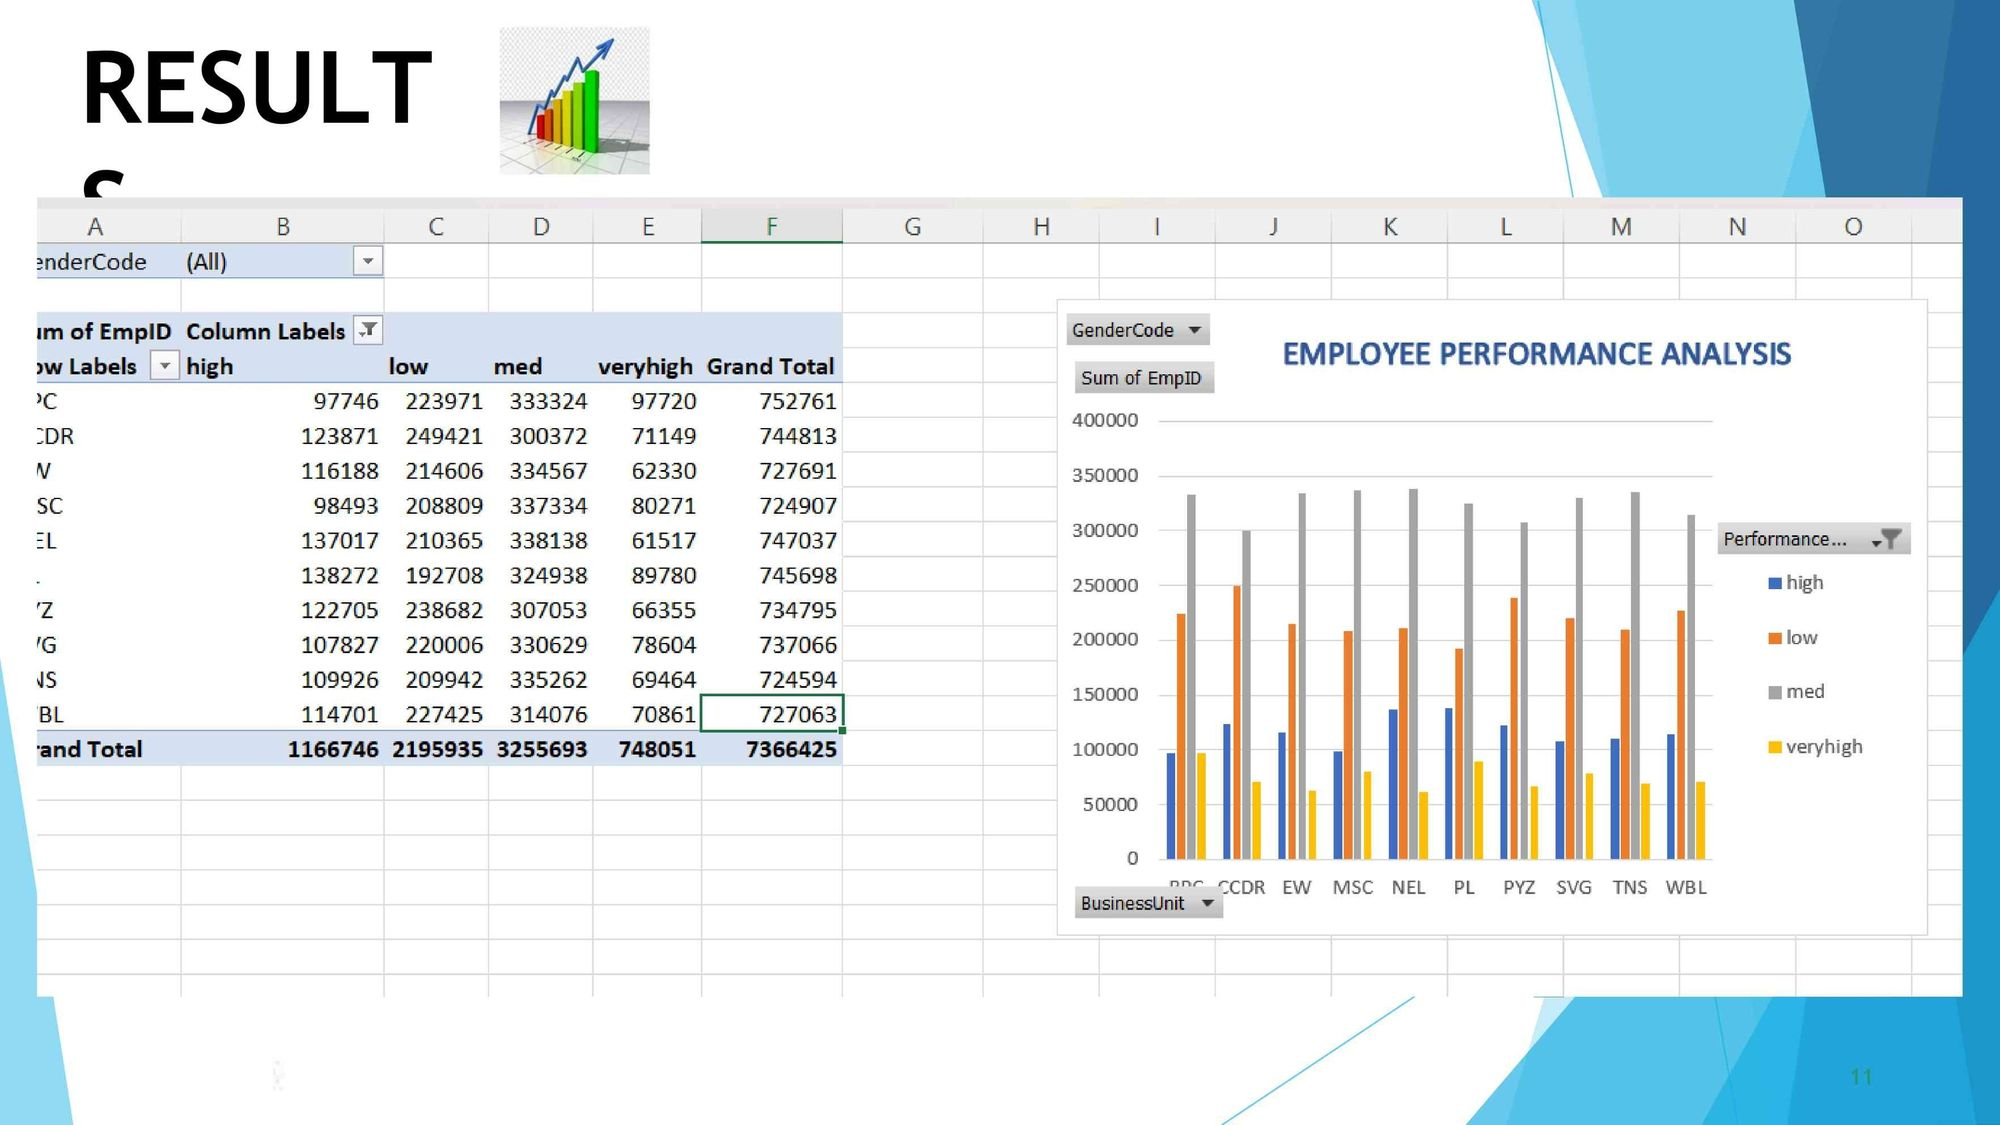 RESULT
S
A B C D E F G H I J K L M N O
enderCode (All)
um of EmpID Column Labels
ow Labels high low med veryhigh Grand Total
PC 97746 223971 333324 97720 752761
CDR 123871 249421 300372 71149 744813
W 116188 214606 334567 62330 727691
SC 98493 208809 337334 80271 724907
EL 137017 210365 338138 61517 747037
138272 192708 324938 89780 745698
YZ 122705 238682 307053 66355 734795
VG 107827 220006 330629 78604 737066
NS 109926 209942 335262 69464 724594
BL 114701 227425 314076 70861 727063
rand Total 1166746 2195935 3255693 748051 7366425
GenderCode
EMPLOYEE PERFORMANCE ANALYSIS
Sum of EmpID
400000
350000
300000
250000
200000
150000
100000
50000
0
BPC CCDR EW MSC NEL PL PYZ SVG TNS WBL
BusinessUnit
Performance...
high
low
med
veryhigh
11